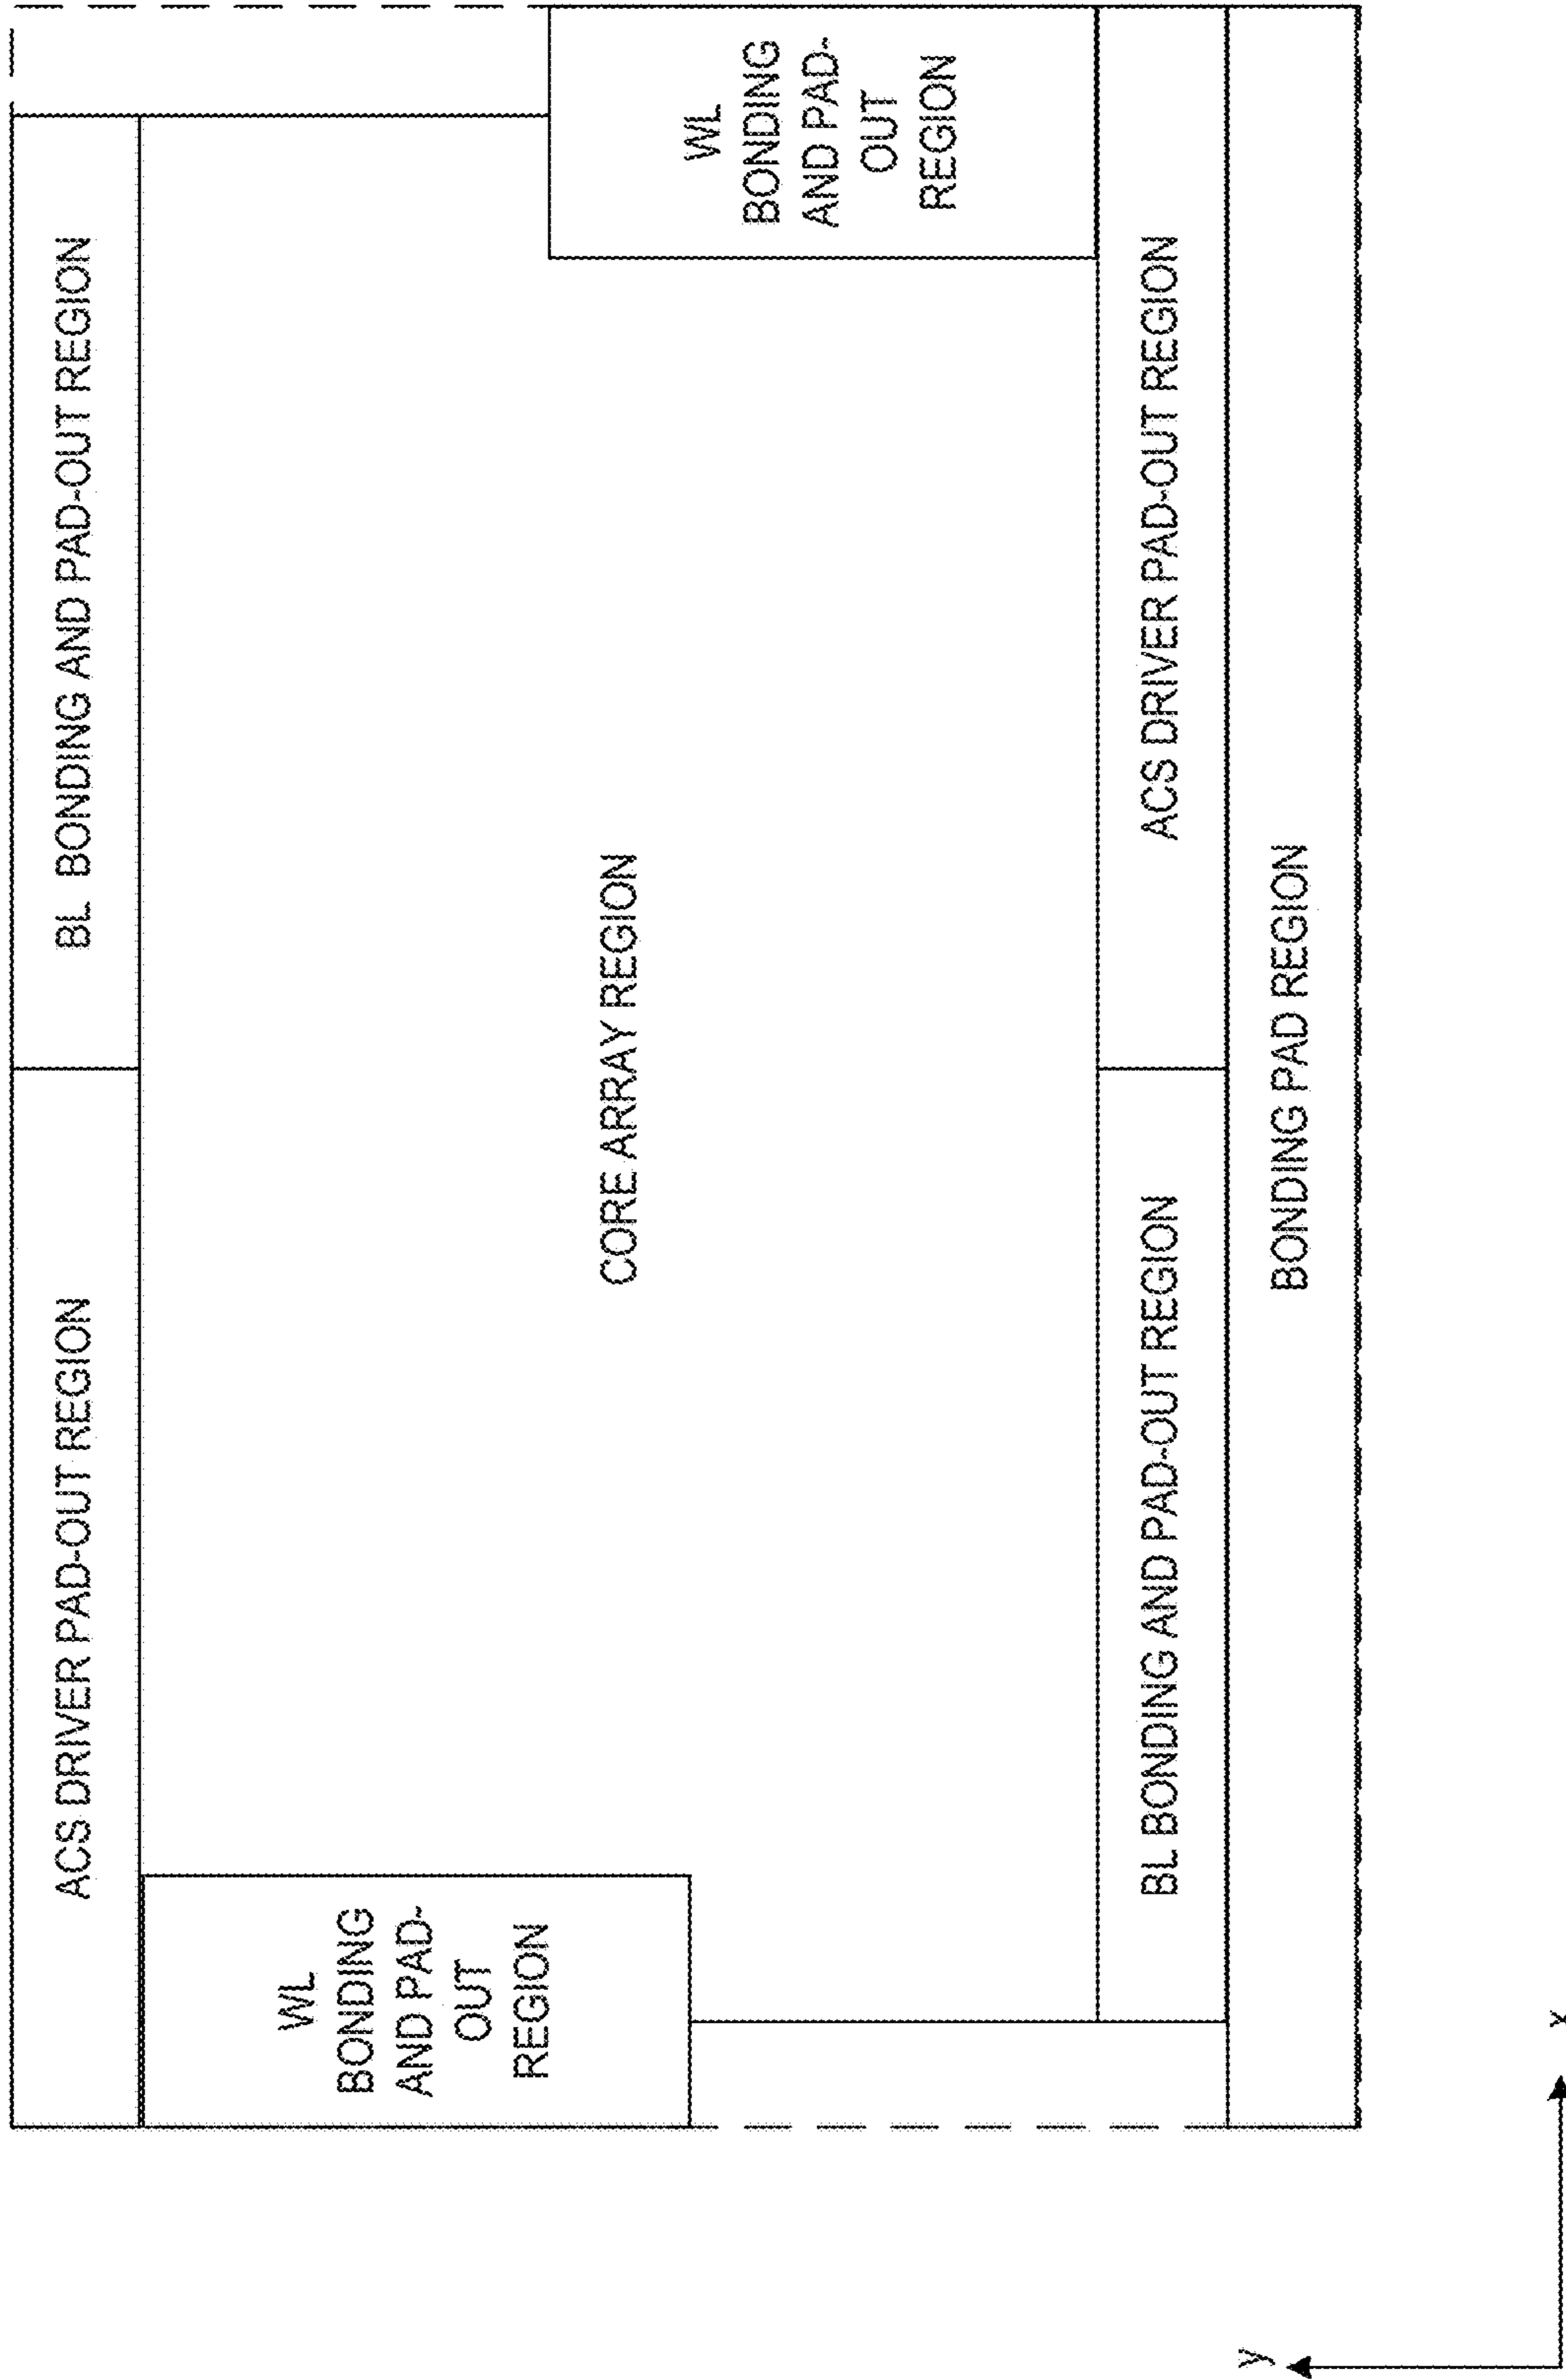 ACS DRIVER PAD-OUT REGION
BL BONDING AND PAD-OUT REGION
WL
BONDING
AND PAD-
OUT
REGION
CORE ARRAY REGION
WL
BONDING
AND PAD-
OUT
REGION
BL BONDING AND PAD-OUT REGION
ACS DRIVER PAD-OUT REGION
BONDING PAD REGION
y
x